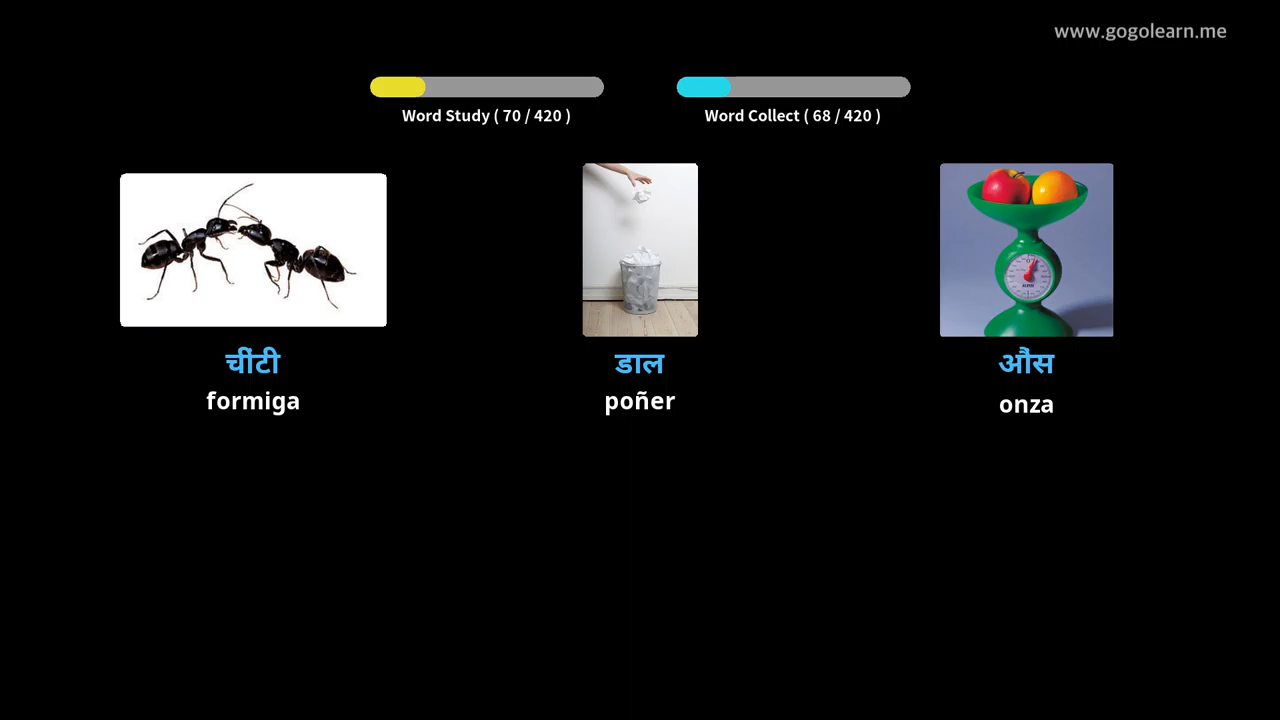 www.gogolearn.me
Word Study ( 70 / 420 )
Word Collect ( 68 / 420 )
चींटी
डाल
औंस
formiga
poñer
onza